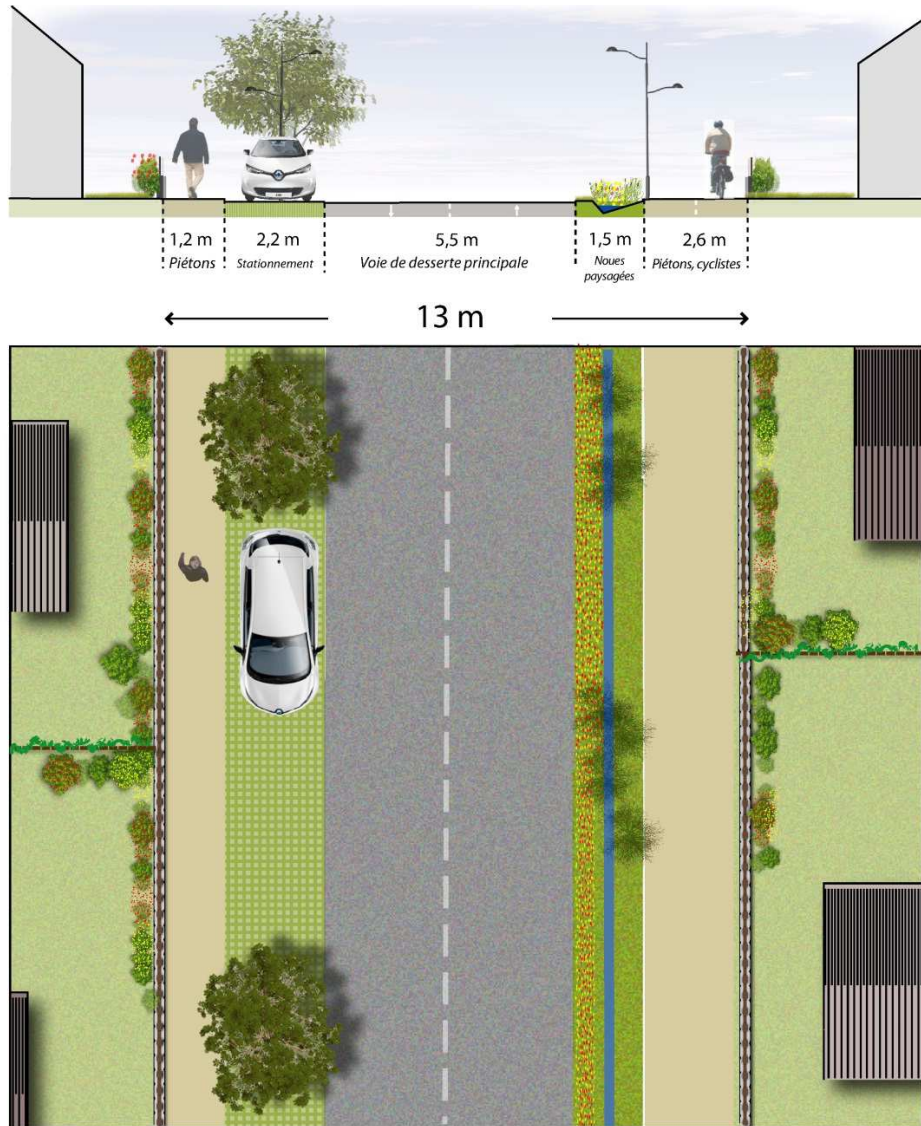 1,2 m
Piétons
2,2 m
Stationnement
5,5 m
Voie de desserte principale
1,5 m
Noues
paysagées
2,6 m
Piétons, cyclistes
13 m